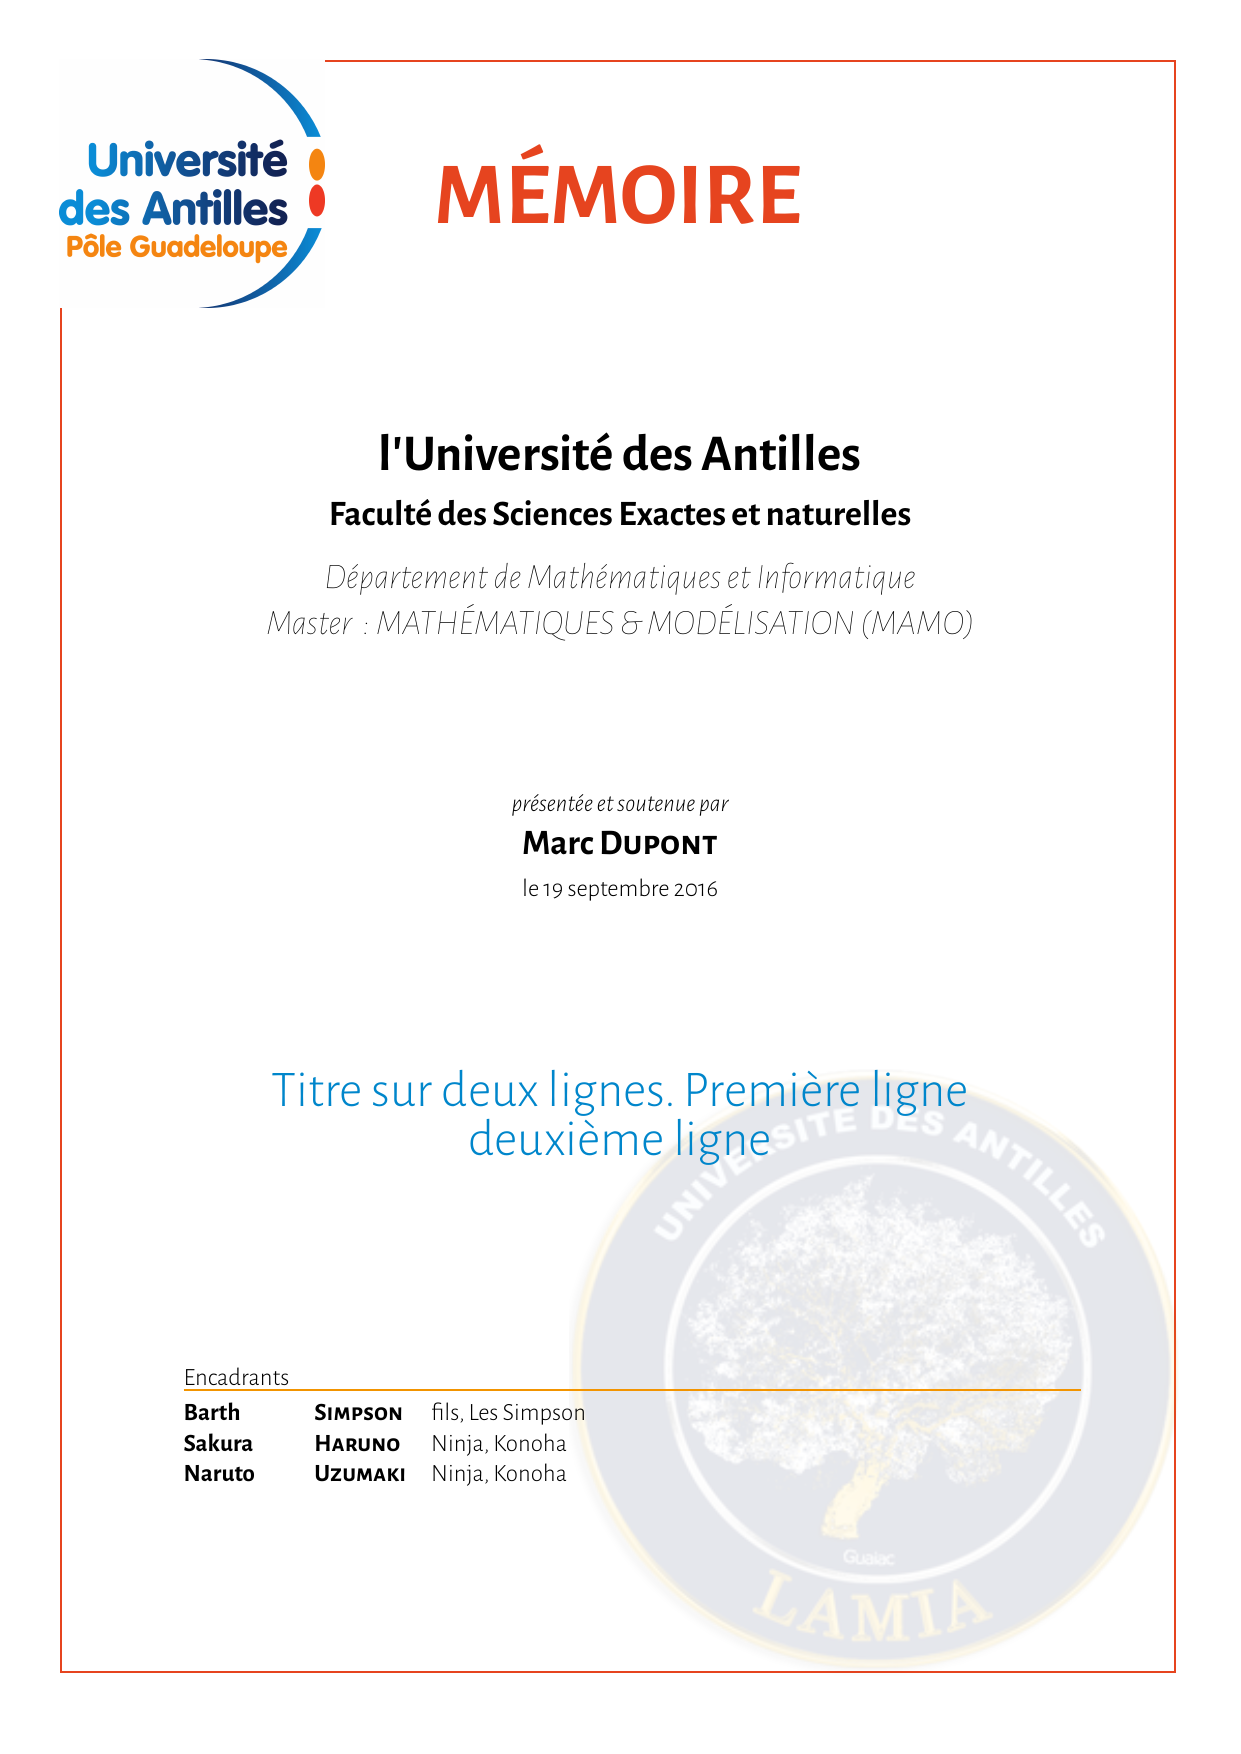 Université
des Antilles
Pôle Guadeloupe
MÉMOIRE
l'Université des Antilles
Faculté des Sciences Exactes et naturelles
Département de Mathématiques et Informatique
Master : MATHÉMATIQUES & MODÉLISATION (MAMO)
présentée et soutenue par
Marc DUPONT
le 19 septembre 2016
Titre sur deux lignes. Première ligne
deuxième ligne
UNIVERSITE DES ANTILLES
Encadrants
Barth SIMPSON fils, Les Simpson
Sakura HARUNO Ninja, Konoha
Naruto UZUMAKI Ninja, Konoha
Guaiac
LAMIA